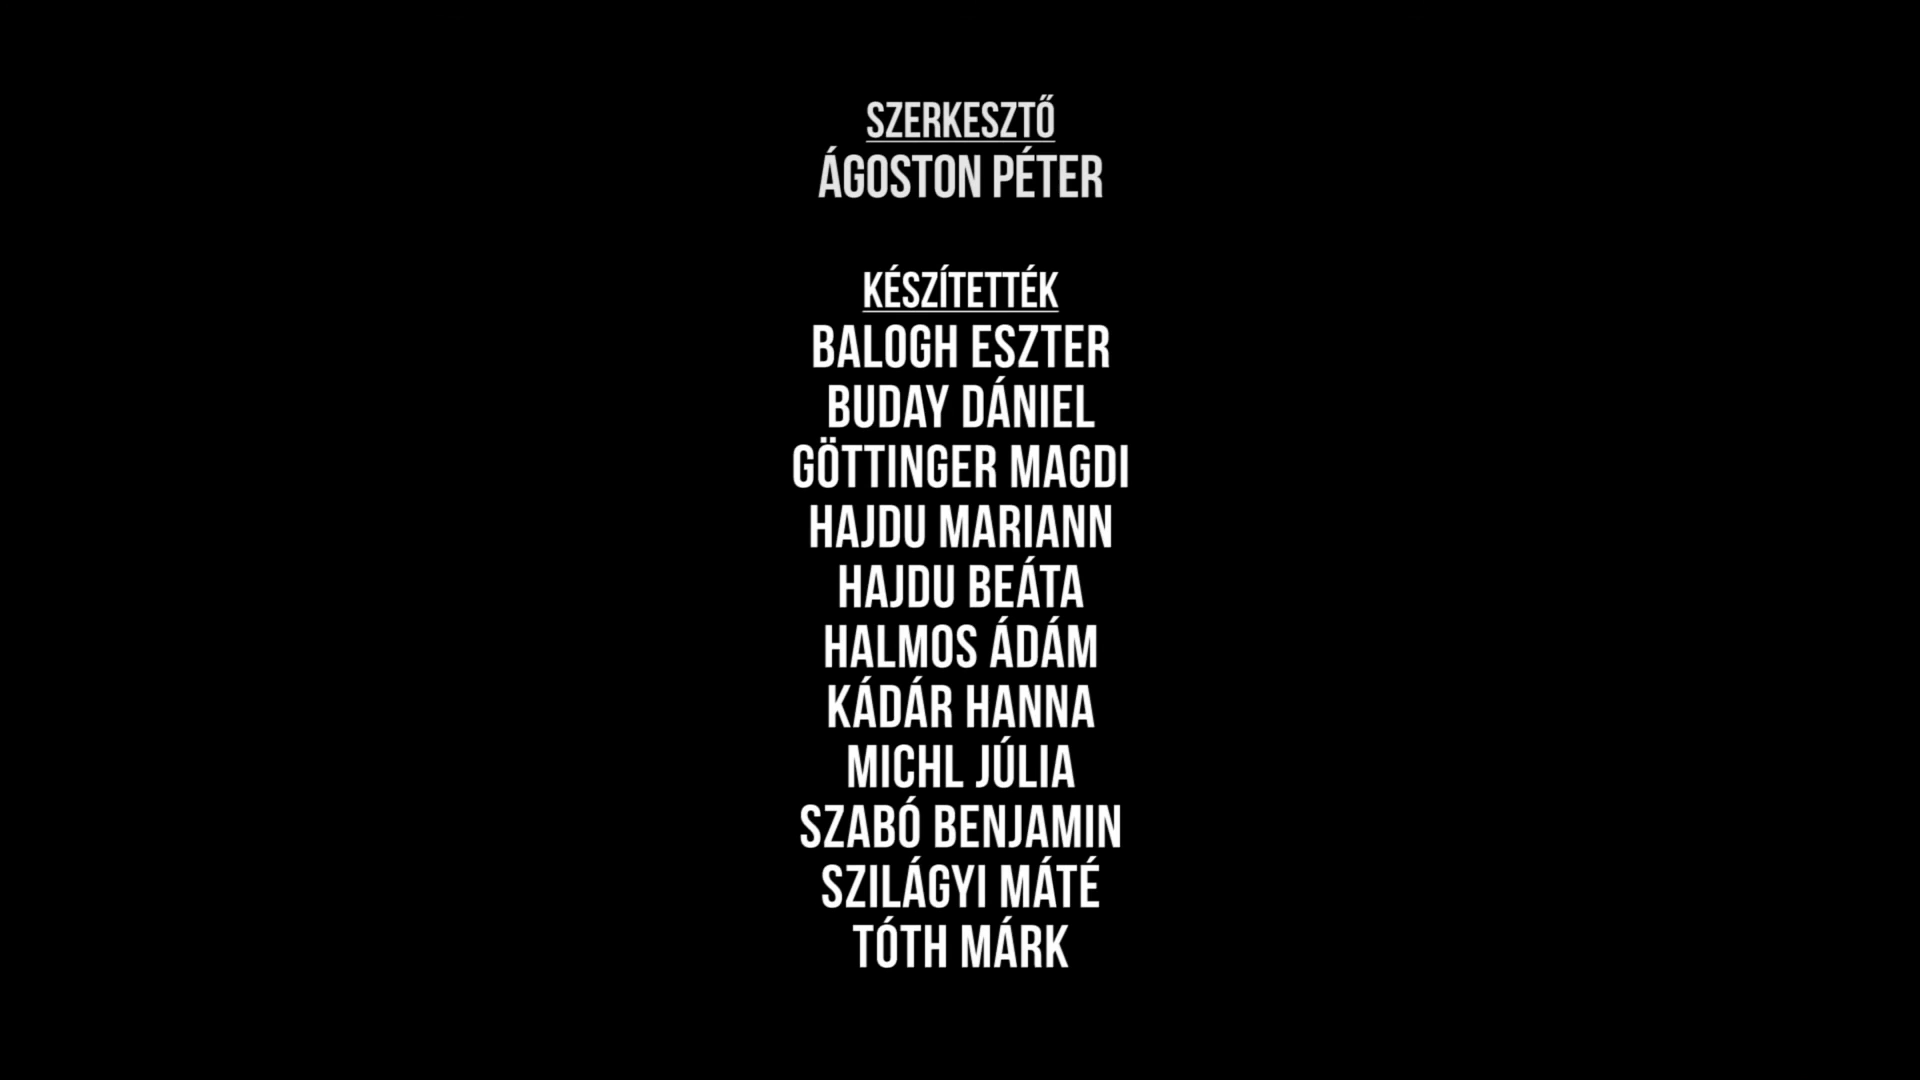 SZERKESZTŐ
ÁGOSTON PÉTER
KÉSZÍTETTÉK
BALOGH ESZTER
BUDAY DÁNIEL
GÖTTINGER MAGDI
HAJDU MARIANN
HAJDU BEÁTA
HALMOS ÁDÁM
KÁDÁR HANNA
MICHL JÚLIA
SZABÓ BENJAMIN
SZILÁGYI MÁTÉ
TÓTH MÁRK